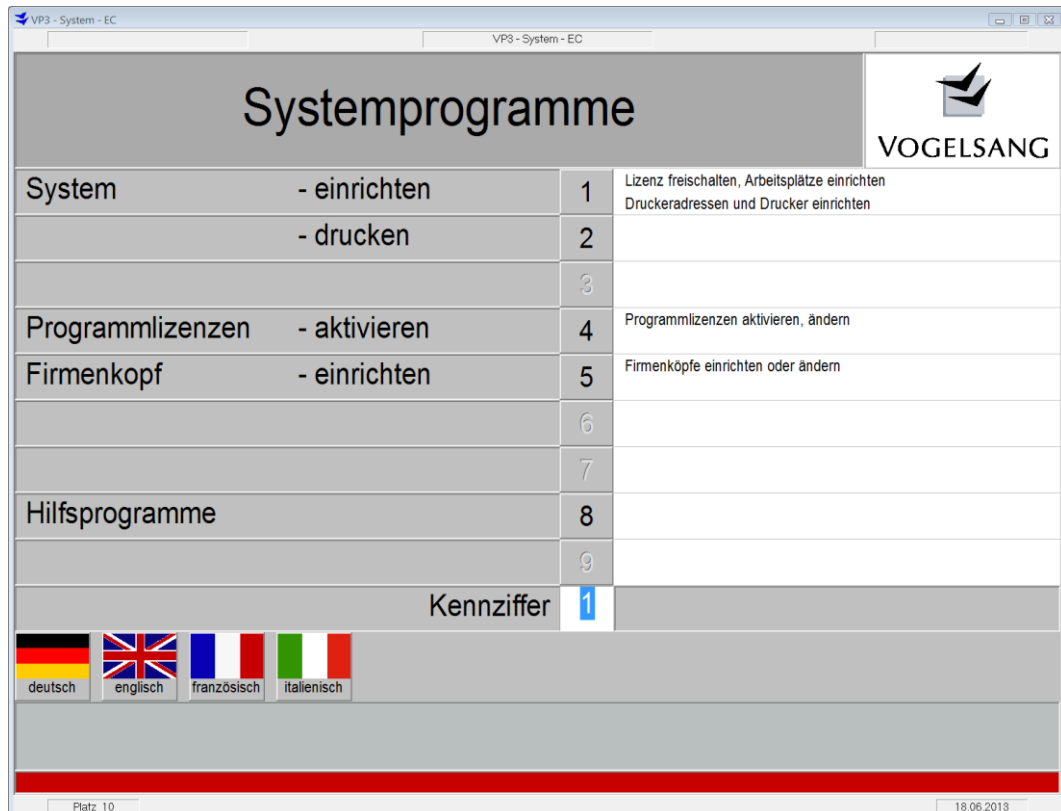 VP3 - System - EC
VP3 - System - EC
Systemprogramme
VOGELSANG
System - einrichten 1 Lizenz freischalten, Arbeitsplätze einrichten
Druckeradressen und Drucker einrichten
- drucken 2
3
Programmlizenzen - aktivieren 4 Programmlizenzen aktivieren, ändern
Firmenkopf - einrichten 5 Firmenköpfe einrichten oder ändern
6
7
Hilfsprogramme 8
9
Kennziffer 1
deutsch englisch französisch italienisch
Platz 10 18.06.2013